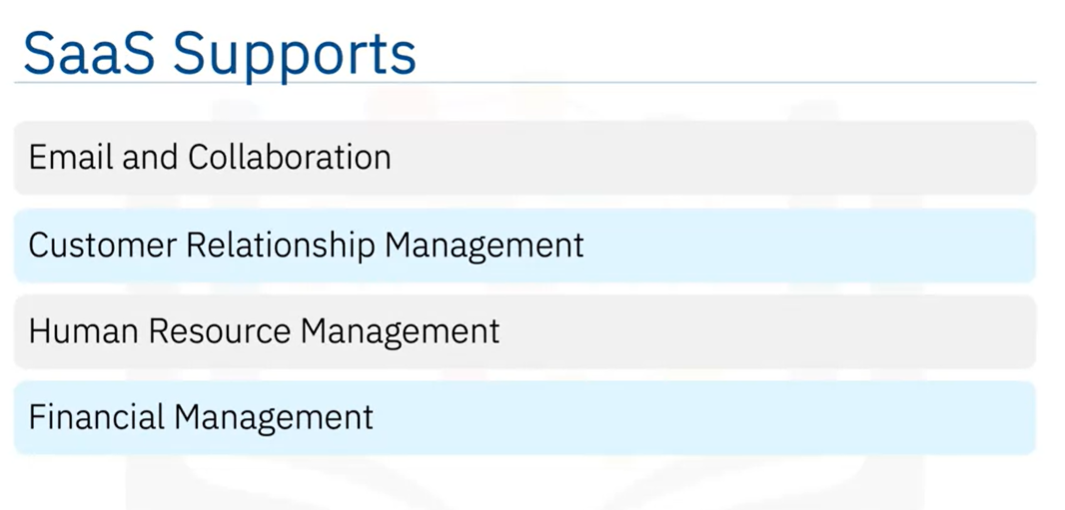 SaaS Supports
Email and Collaboration
Customer Relationship Management
Human Resource Management
Financial Management